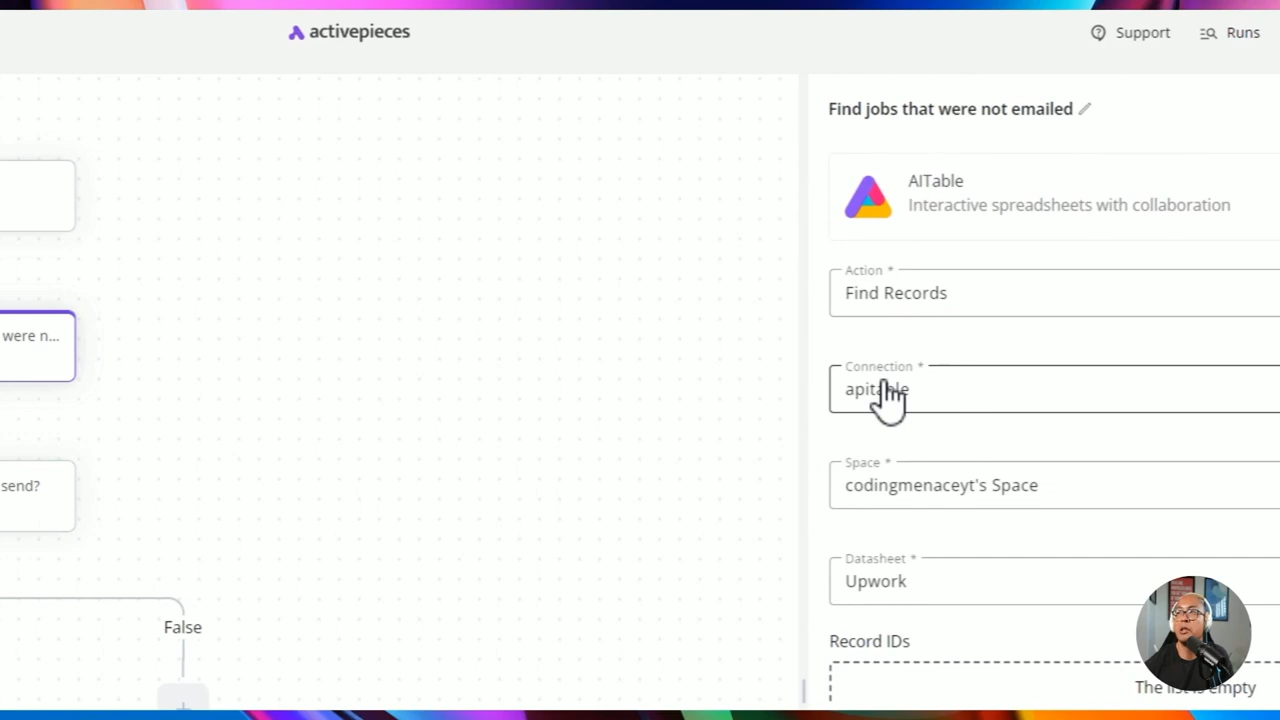 activepieces
Support
Runs
Find jobs that were not emailed
AITable
Interactive spreadsheets with collaboration
were n...
Action *
Find Records
Connection *
apitable
send?
Space *
codingmenaceyt's Space
Datasheet *
Upwork
False
Record IDs
The list is empty